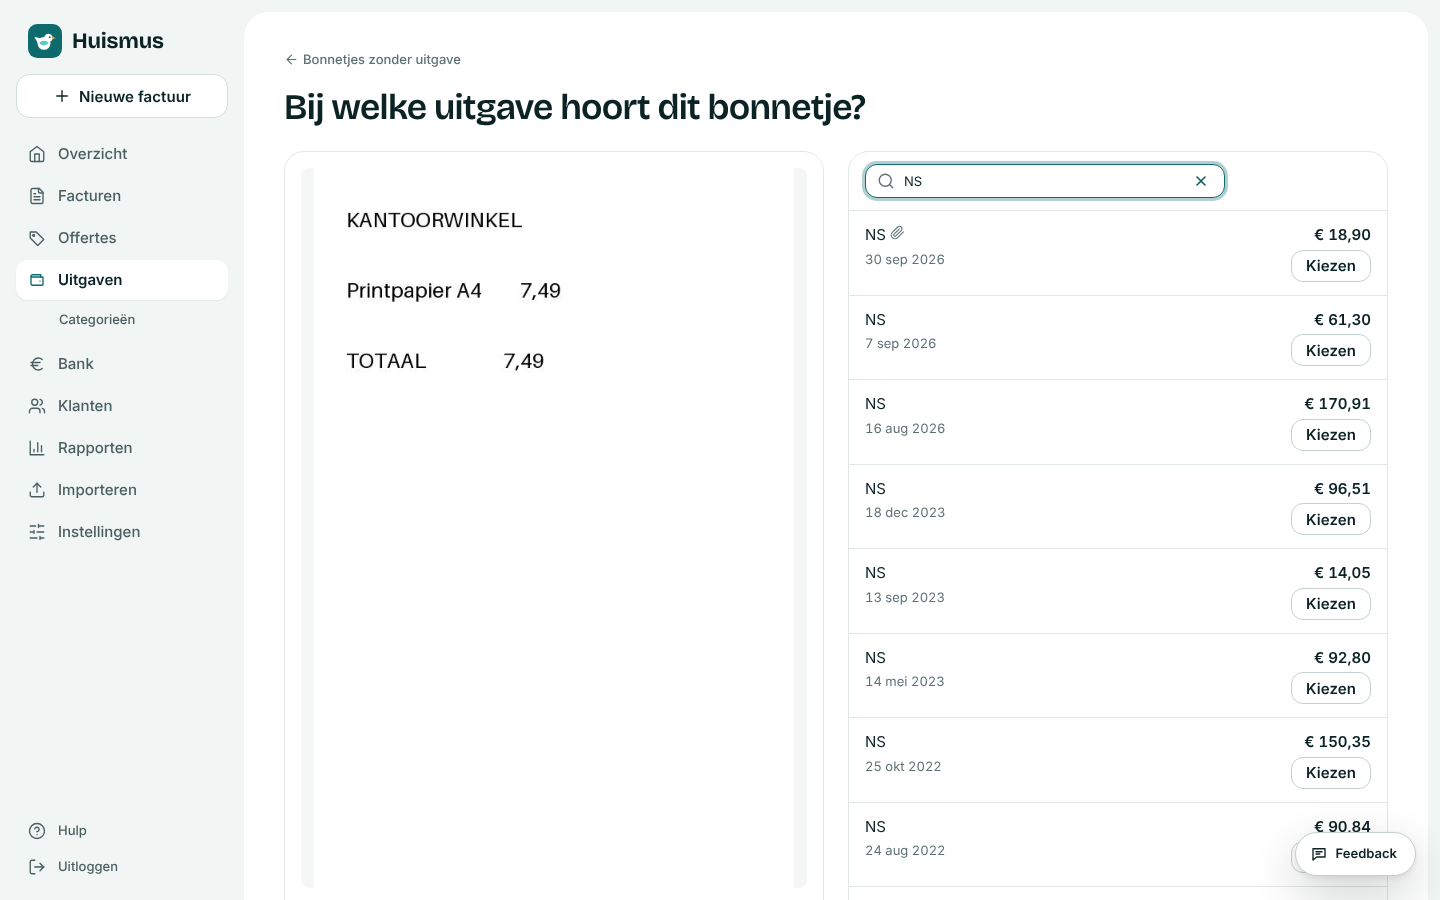 Huismus
Nieuwe factuur
Overzicht
Facturen
Offertes
Uitgaven
Categorieën
Bank
Klanten
Rapporten
Importeren
Instellingen
Hulp
Uitloggen
Bonnetjes zonder uitgave
Bij welke uitgave hoort dit bonnetje?
KANTOORWINKEL
Printpapier A4 7,49
TOTAAL 7,49
NS
NS € 18,90
30 sep 2026 Kiezen
NS € 61,30
7 sep 2026 Kiezen
NS € 170,91
16 aug 2026 Kiezen
NS € 96,51
18 dec 2023 Kiezen
NS € 14,05
13 sep 2023 Kiezen
NS € 92,80
14 mei 2023 Kiezen
NS € 150,35
25 okt 2022 Kiezen
NS € 90,84
24 aug 2022
Feedback